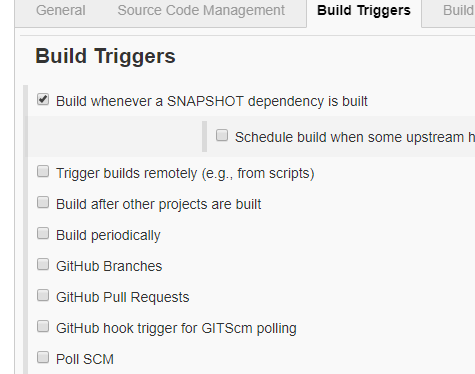 General Source Code Management Build Triggers Build
Build Triggers
Build whenever a SNAPSHOT dependency is built
Schedule build when some upstream h
Trigger builds remotely (e.g., from scripts)
Build after other projects are built
Build periodically
GitHub Branches
GitHub Pull Requests
GitHub hook trigger for GITScm polling
Poll SCM